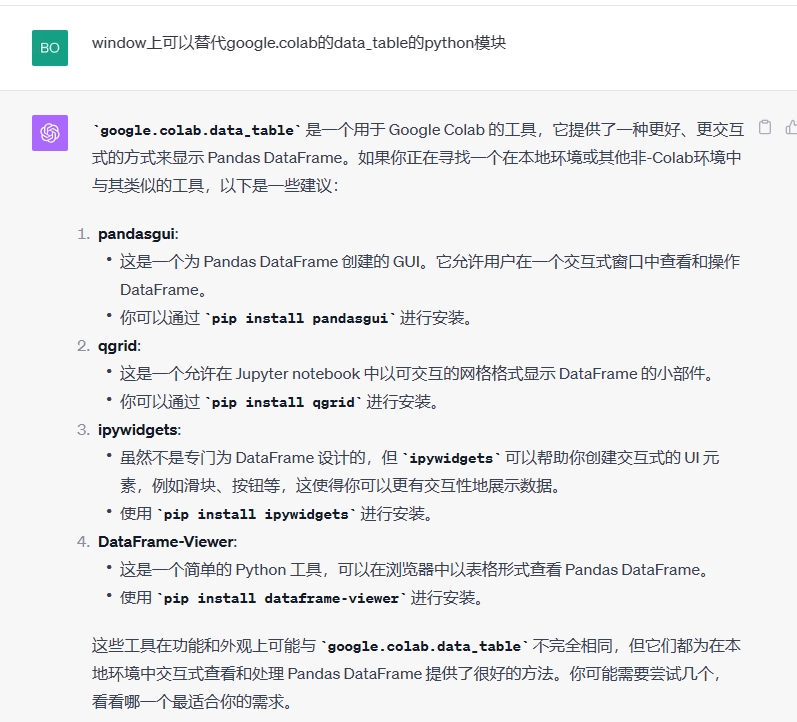 BO
window上可以替代google.colab的data_table的python模块
`google.colab.data_table` 是一个用于 Google Colab 的工具，它提供了一种更好、更交互
式的方式来显示 Pandas DataFrame。如果你正在寻找一个在本地环境或其他非-Colab环境中
与其类似的工具，以下是一些建议：
1. pandasgui:
• 这是一个为 Pandas DataFrame 创建的 GUI。它允许用户在一个交互式窗口中查看和操作
DataFrame。
• 你可以通过 `pip install pandasgui` 进行安装。
2. qgrid:
• 这是一个允许在 Jupyter notebook 中以可交互的网格格式显示 DataFrame 的小部件。
• 你可以通过 `pip install qgrid` 进行安装。
3. ipywidgets:
• 虽然不是专门为 DataFrame 设计的，但 `ipywidgets` 可以帮助你创建交互式的 UI 元
素，例如滑块、按钮等，这使得你可以更有交互性地展示数据。
• 使用 `pip install ipywidgets` 进行安装。
4. DataFrame-Viewer:
• 这是一个简单的 Python 工具，可以在浏览器中以表格形式查看 Pandas DataFrame。
• 使用 `pip install dataframe-viewer` 进行安装。
这些工具在功能和外观上可能与 `google.colab.data_table` 不完全相同，但它们都为在本
地环境中交互式查看和处理 Pandas DataFrame 提供了很好的方法。你可能需要尝试几个，
看看哪一个最适合你的需求。